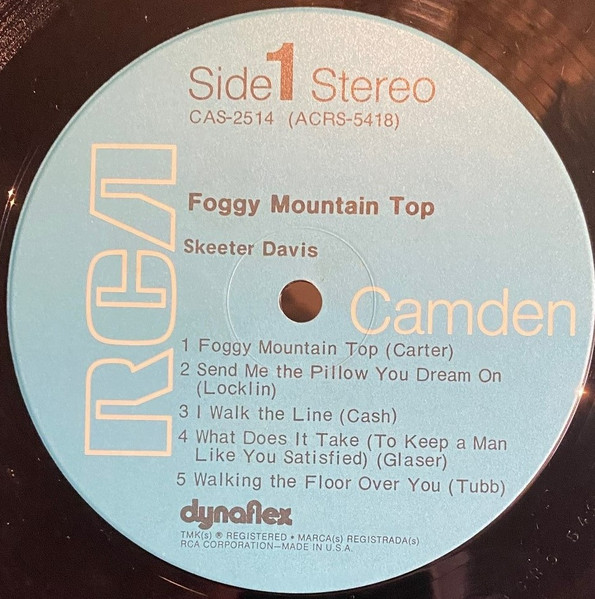 Side 1 Stereo
CAS-2514 (ACRS-5418)
RCA
Foggy Mountain Top
Skeeter Davis
Camden
1 Foggy Mountain Top (Carter)
2 Send Me the Pillow You Dream On
(Locklin)
3 I Walk the Line (Cash)
4 What Does It Take (To Keep a Man
Like You Satisfied) (Glaser)
5 Walking the Floor Over You (Tubb)
dynaflex
TMK(s) ® REGISTERED • MARCA(s) REGISTRADA(s)
RCA CORPORATION—MADE IN U.S.A.